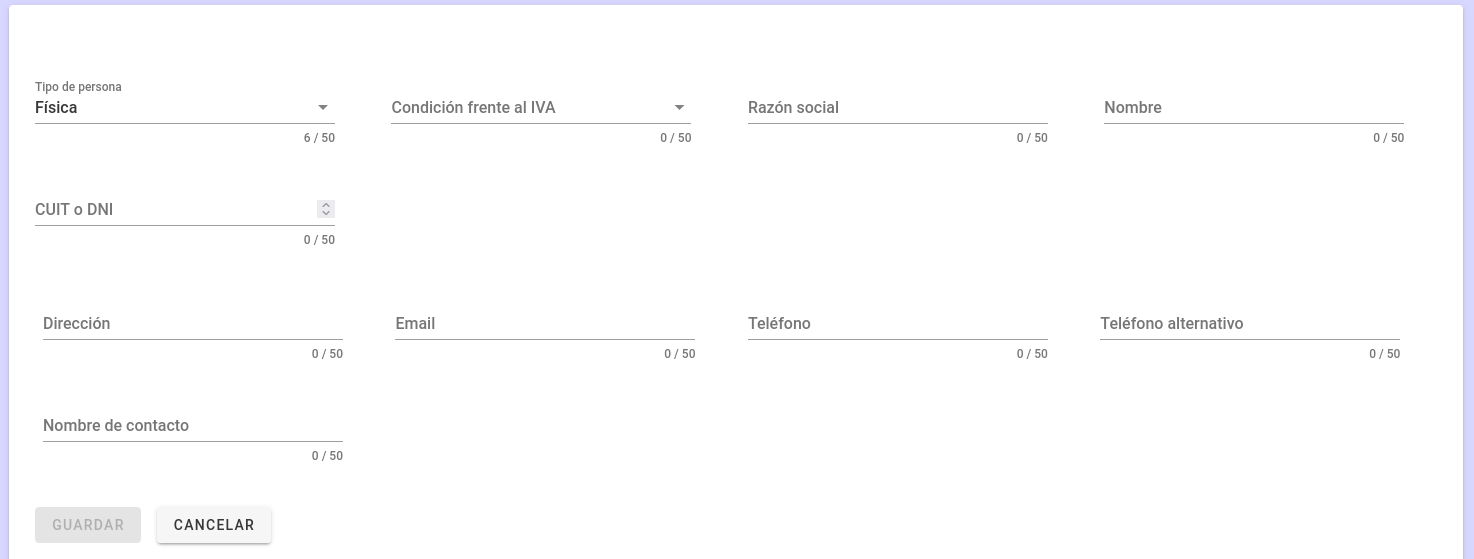 Tipo de persona
Física
Condición frente al IVA
Razón social
Nombre
6 / 50
0 / 50
0 / 50
0 / 50
CUIT o DNI
0 / 50
Dirección
Email
Teléfono
Teléfono alternativo
0 / 50
0 / 50
0 / 50
0 / 50
Nombre de contacto
0 / 50
GUARDAR
CANCELAR